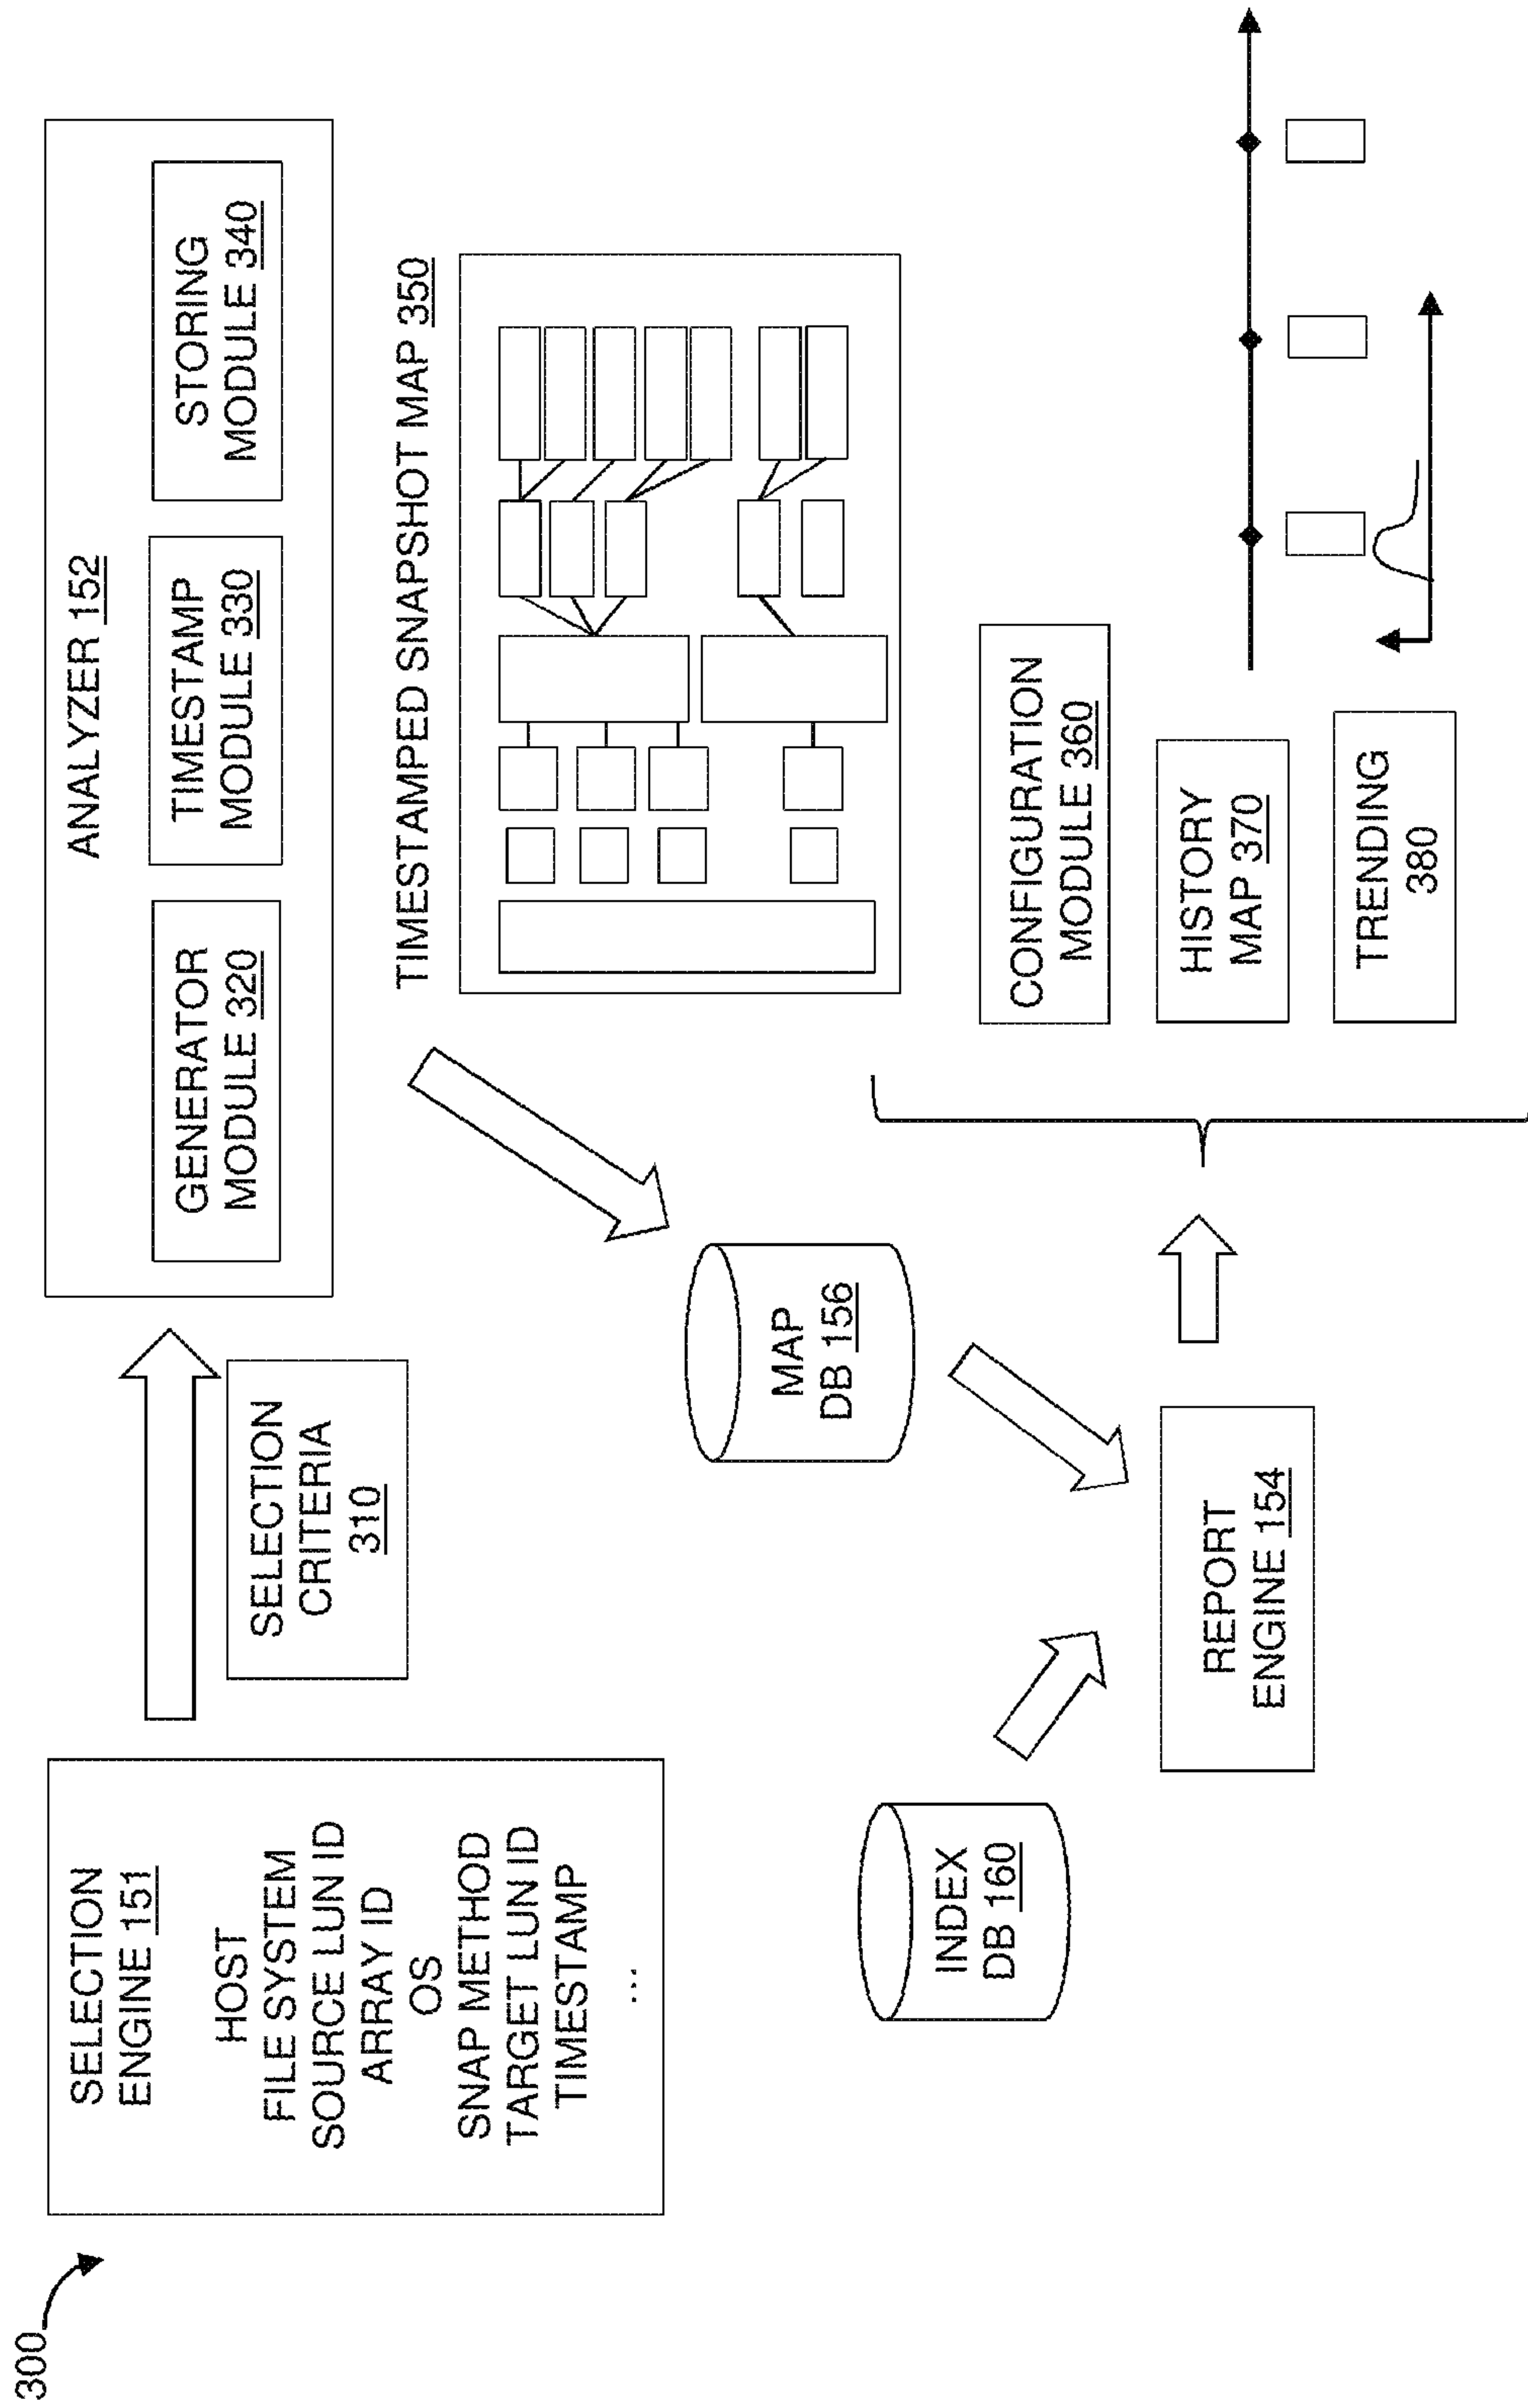 300
SELECTION
ENGINE 151
HOST
FILE SYSTEM
SOURCE LUN ID
ARRAY ID
OS
SNAP METHOD
TARGET LUN ID
TIMESTAMP
...
SELECTION
CRITERIA
310
ANALYZER 152
GENERATOR
MODULE 320
TIMESTAMP
MODULE 330
STORING
MODULE 340
TIMESTAMPED SNAPSHOT MAP 350
MAP
DB 156
INDEX
DB 160
REPORT
ENGINE 154
CONFIGURATION
MODULE 360
HISTORY
MAP 370
TRENDING
380